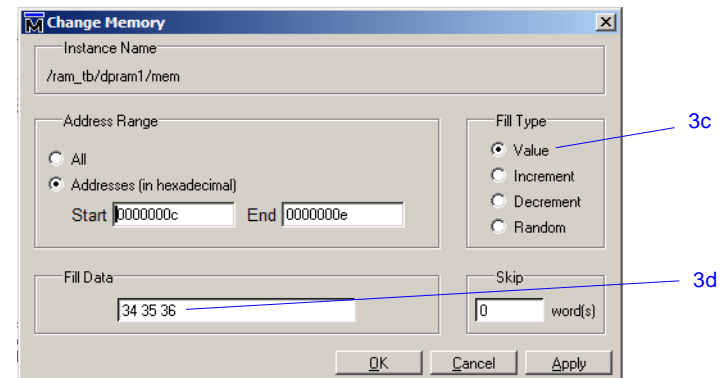 Change Memory
Instance Name
/ram_tb/dpram1/mem
Address Range
All
Addresses (in hexadecimal)
Start 0000000c End 0000000e
Fill Type
Value
Increment
Decrement
Random
3c
Fill Data
34 35 36
Skip
0 word(s)
3d
OK Cancel Apply